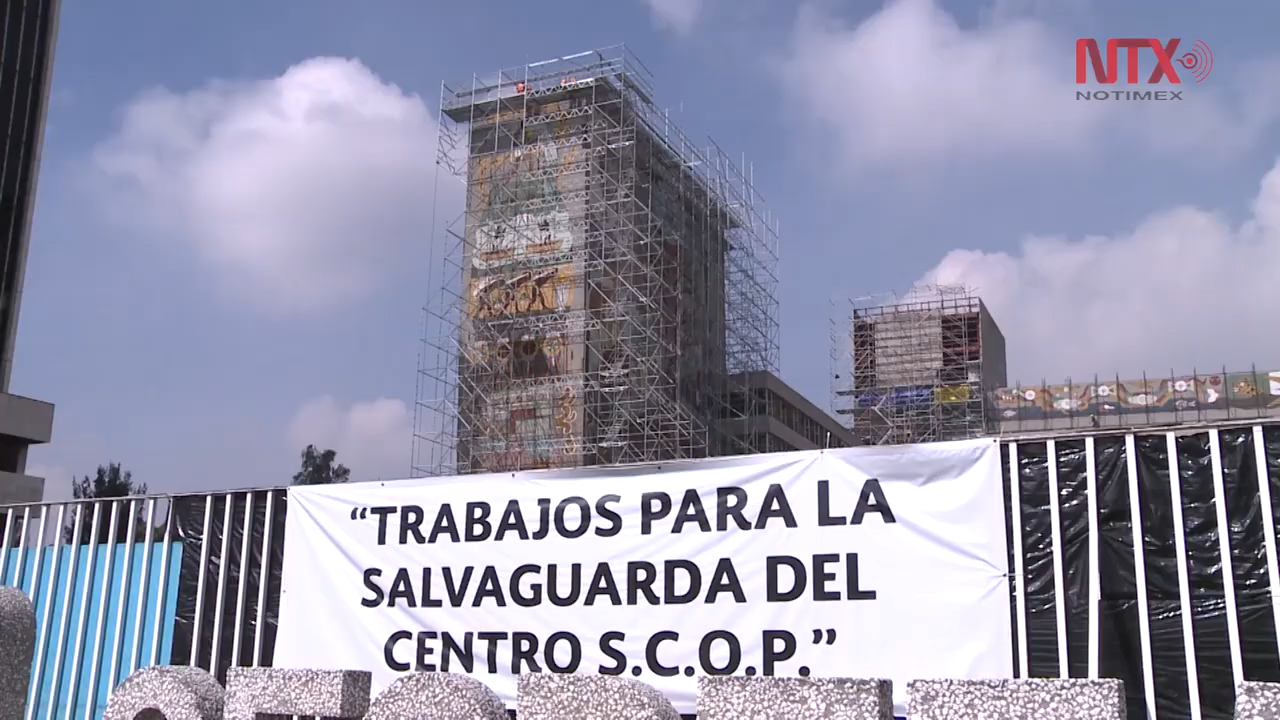 NTX
NOTIMEX
“TRABAJOS PARA LA
SALVAGUARDA DEL
CENTRO S.C.O.P.”